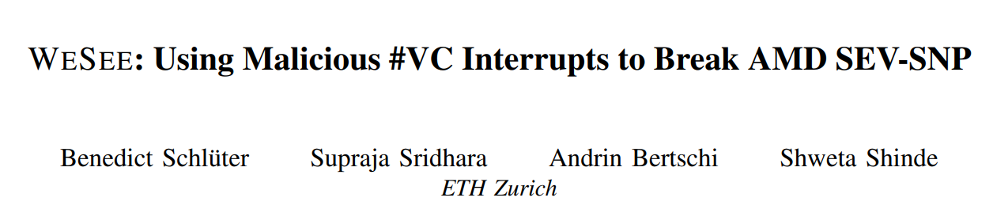 WESEE: Using Malicious #VC Interrupts to Break AMD SEV-SNP
Benedict Schlüter Supraja Sridhara Andrin Bertschi Shweta Shinde
ETH Zurich